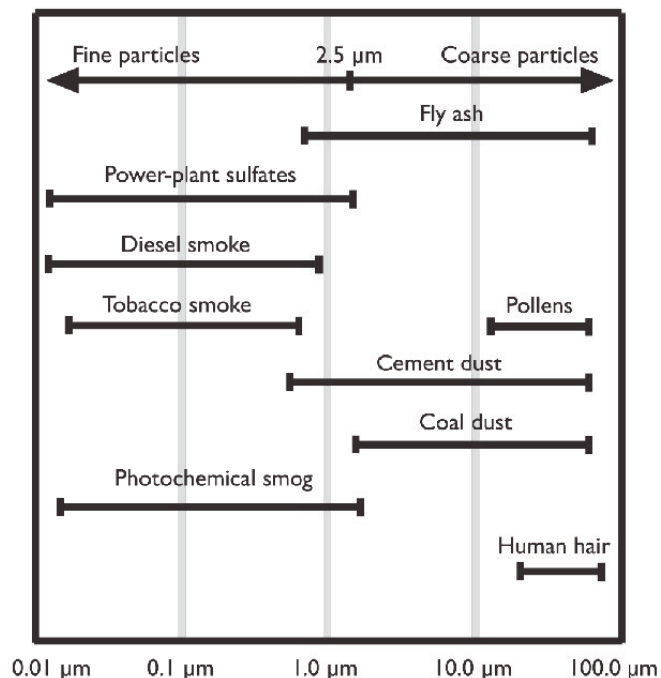 Fine particles 2.5 μm Coarse particles
Fly ash
Power-plant sulfates
Diesel smoke
Tobacco smoke Pollens
Cement dust
Coal dust
Photochemical smog
Human hair
0.01 μm 0.1 μm 1.0 μm 10.0 μm 100.0 μm